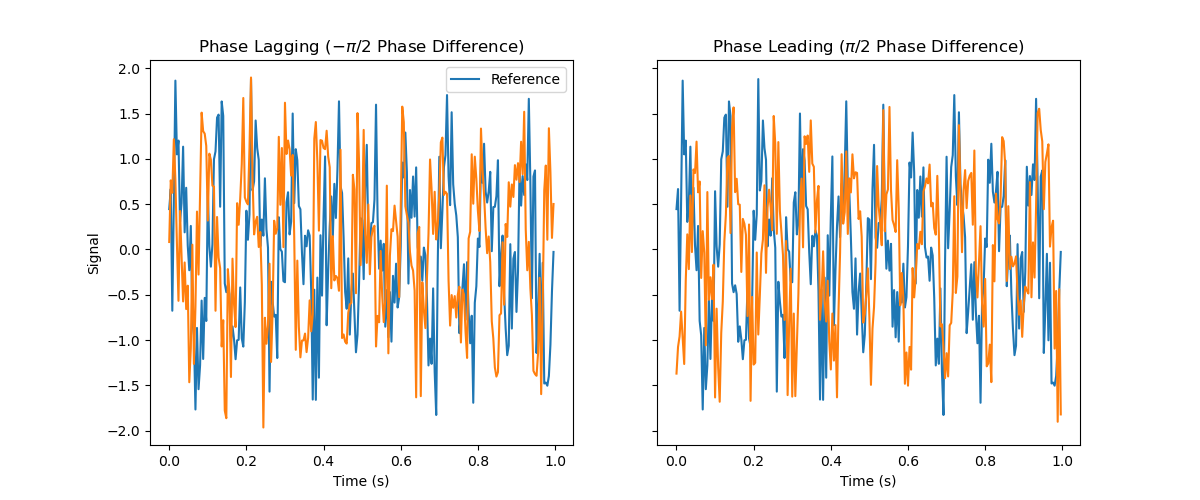 Phase Lagging (−π/2 Phase Difference)
Phase Leading (π/2 Phase Difference)
Reference
Signal
2.0
1.5
1.0
0.5
0.0
−0.5
−1.0
−1.5
−2.0
0.0 0.2 0.4 0.6 0.8 1.0
Time (s)
0.0 0.2 0.4 0.6 0.8 1.0
Time (s)